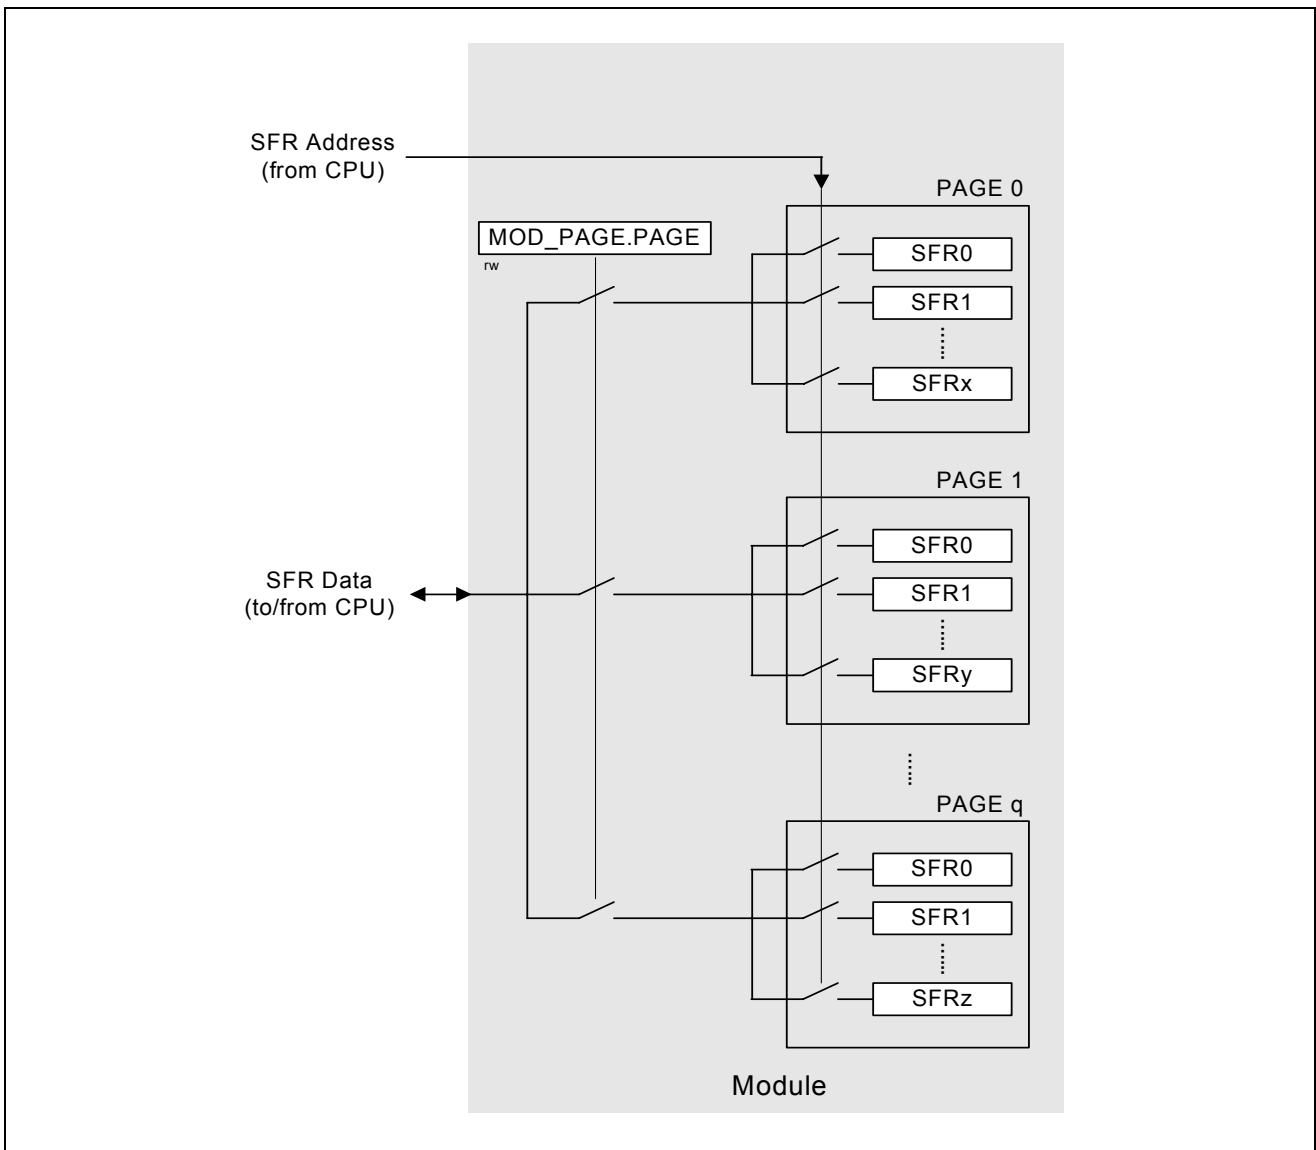 SFR Address
(from CPU)
PAGE 0
MOD_PAGE.PAGE
rw
SFR0
SFR1
SFRx
PAGE 1
SFR0
SFR1
SFRy
SFR Data
(to/from CPU)
PAGE q
SFR0
SFR1
SFRz
Module